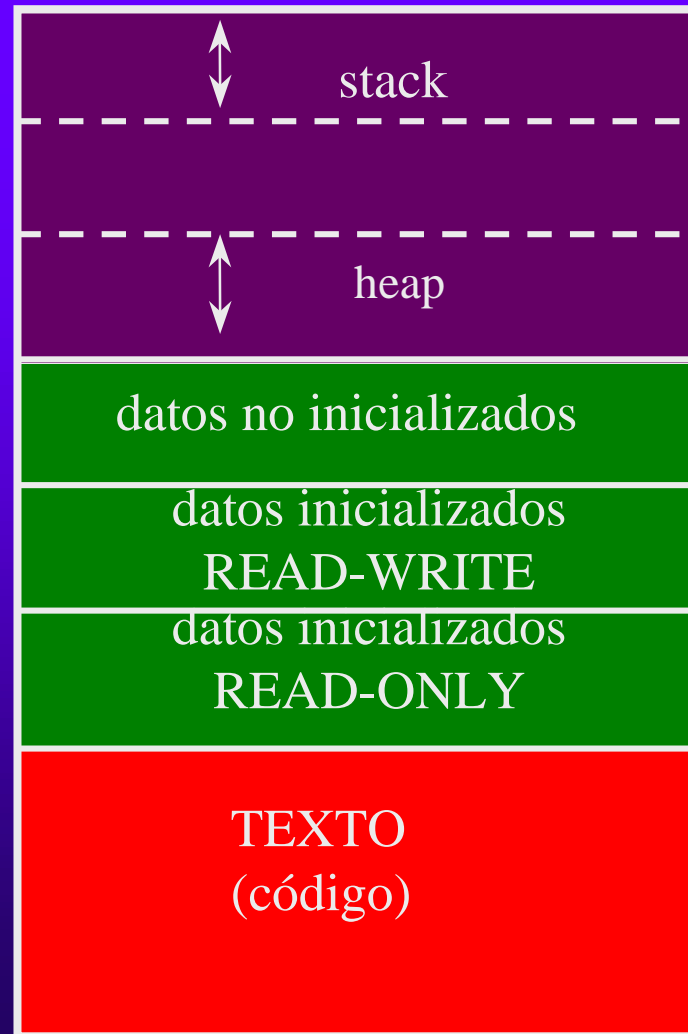 stack
heap
datos no inicializados
datos inicializados
READ-WRITE
datos inicializados
READ-ONLY
TEXTO
(código)